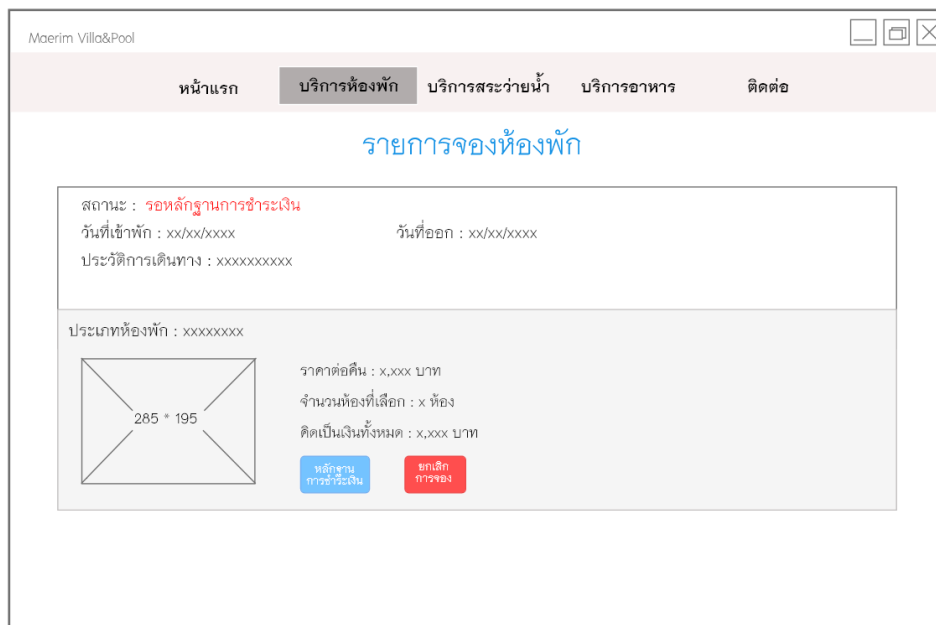 Maerim Villa&Pool
หน้าแรก บริการห้องพัก บริการสระว่ายน้ำ บริการอาหาร ติดต่อ
รายการจองห้องพัก
สถานะ : รอหลักฐานการชำระเงิน
วันที่เข้าพัก : xx/xx/xxxx วันที่ออก : xx/xx/xxxx
ประวัติการเดินทาง : xxxxxxxxxx
ประเภทห้องพัก : xxxxxxxx
285 * 195
ราคาต่อคืน : x,xxx บาท
จำนวนห้องที่เลือก : x ห้อง
คิดเป็นเงินทั้งหมด : x,xxx บาท
หลักฐาน
การชำระเงิน
ยกเลิก
การจอง